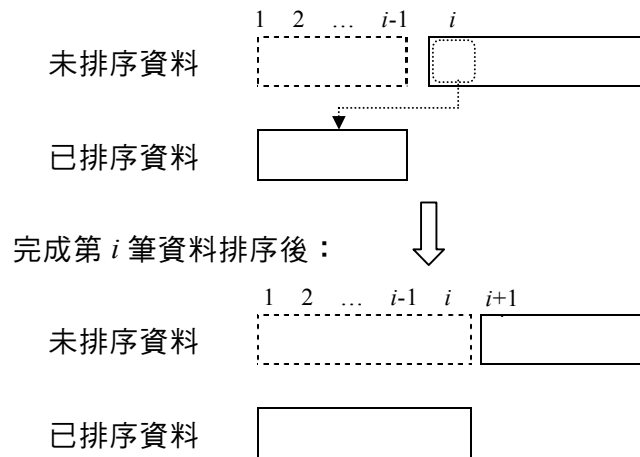 1 2 … i-1 i
未排序資料
已排序資料
完成第 i 筆資料排序後：
1 2 … i-1 i i+1
未排序資料
已排序資料